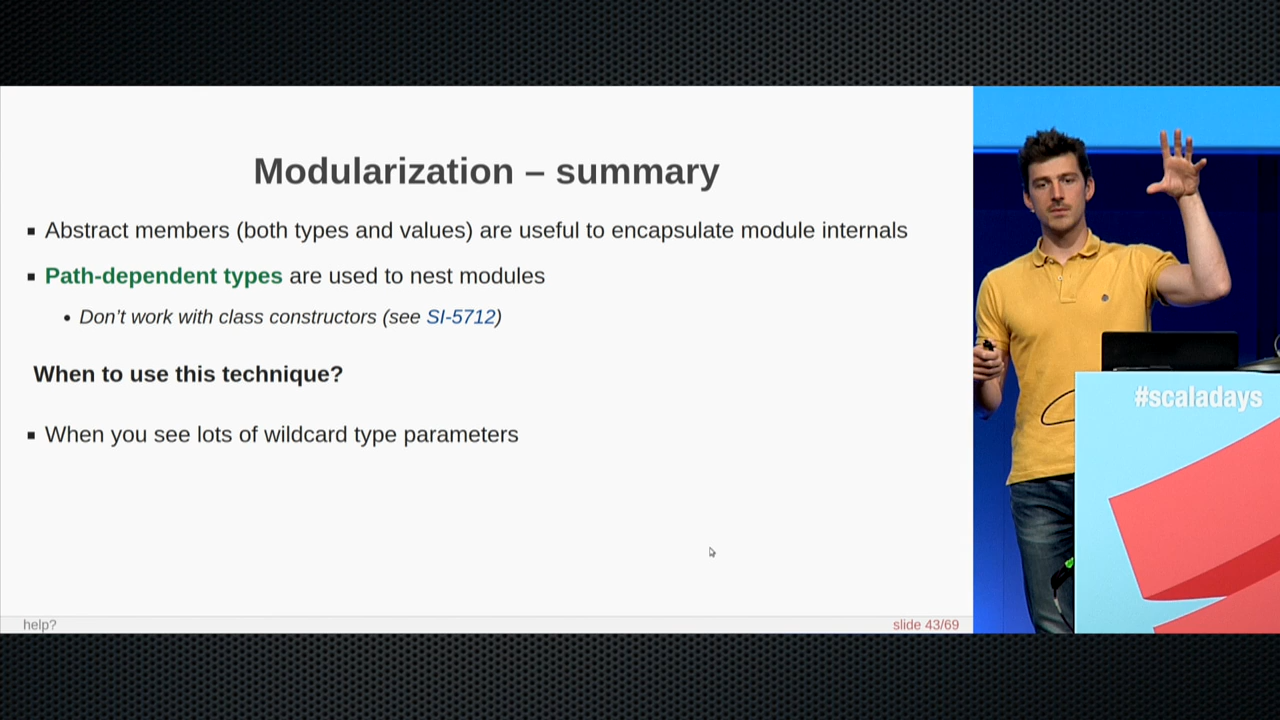 Modularization – summary
▪ Abstract members (both types and values) are useful to encapsulate module internals
▪ Path-dependent types are used to nest modules
• Don't work with class constructors (see SI-5712)
When to use this technique?
▪ When you see lots of wildcard type parameters
help?
slide 43/69
#scaladays